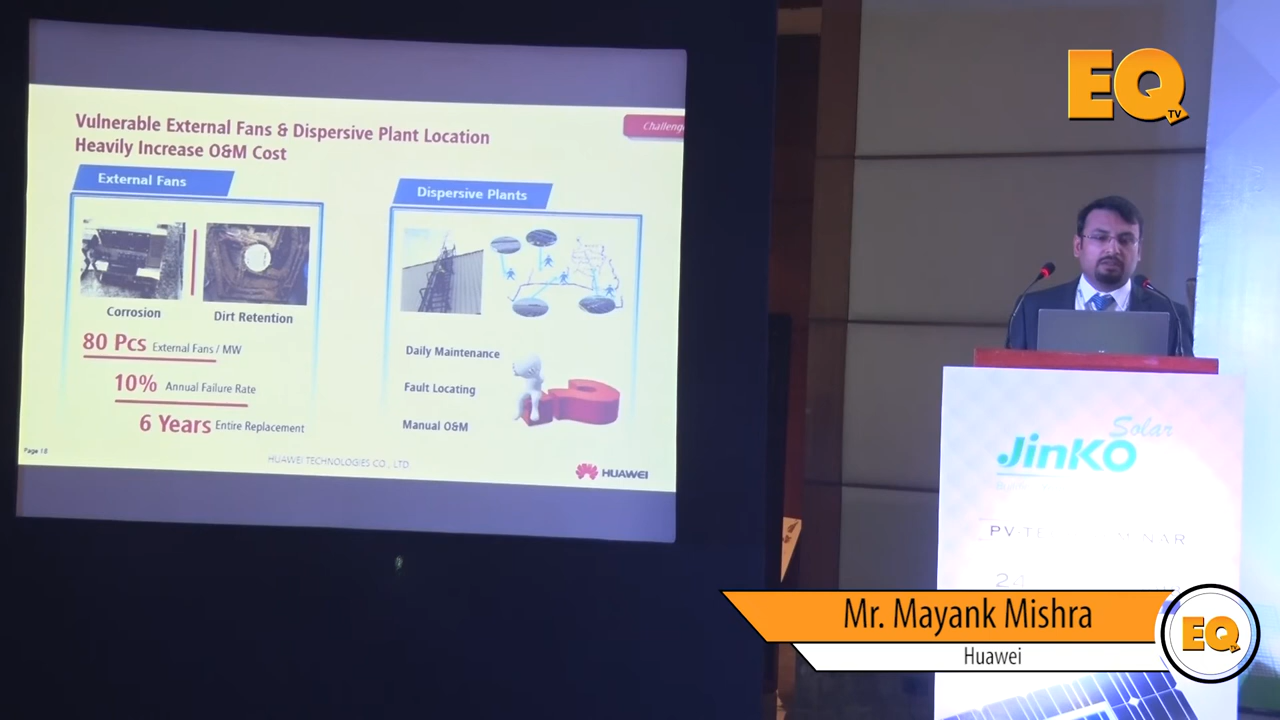 Vulnerable External Fans & Dispersive Plant Location
Heavily Increase O&M Cost
External Fans
Corrosion
Dirt Retention
80 Pcs External Fans / MW
10% Annual Failure Rate
6 Years Entire Replacement
Dispersive Plants
Daily Maintenance
Fault Locating
Manual O&M
HUAWEI TECHNOLOGIES CO., LTD.
HUAWEI
EQ
TV
Solar
JinKO
PV
24
Mr. Mayank Mishra
Huawei
EQ
TV